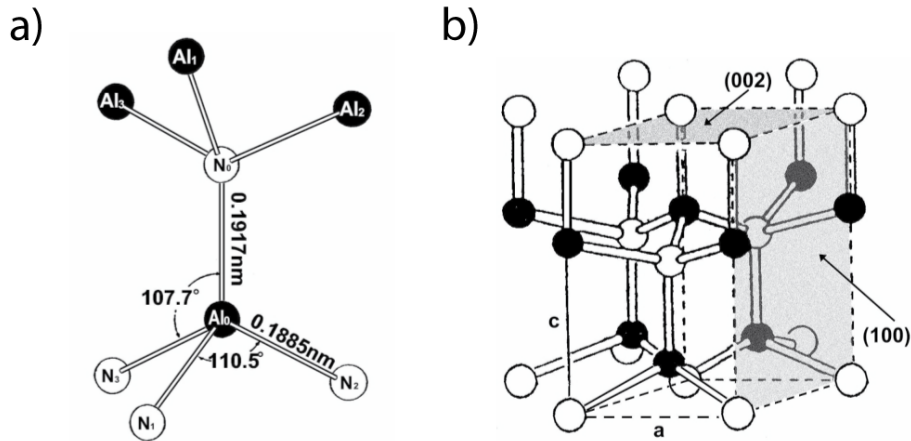 a)
Al₁
Al₃
Al₂
N₀
0.1917nm
107.7°
Al₀
0.1885nm
110.5°
N₃
N₂
N₁
b)
(002)
c
(100)
a